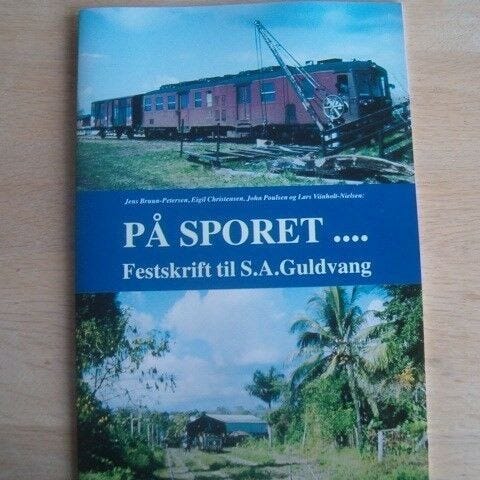 Jens Bruun-Petersen, Eigil Christensen, John Poulsen og Lars Viinholt-Nielsen:
PÅ SPORET ....
Festskrift til S.A.Guldvang